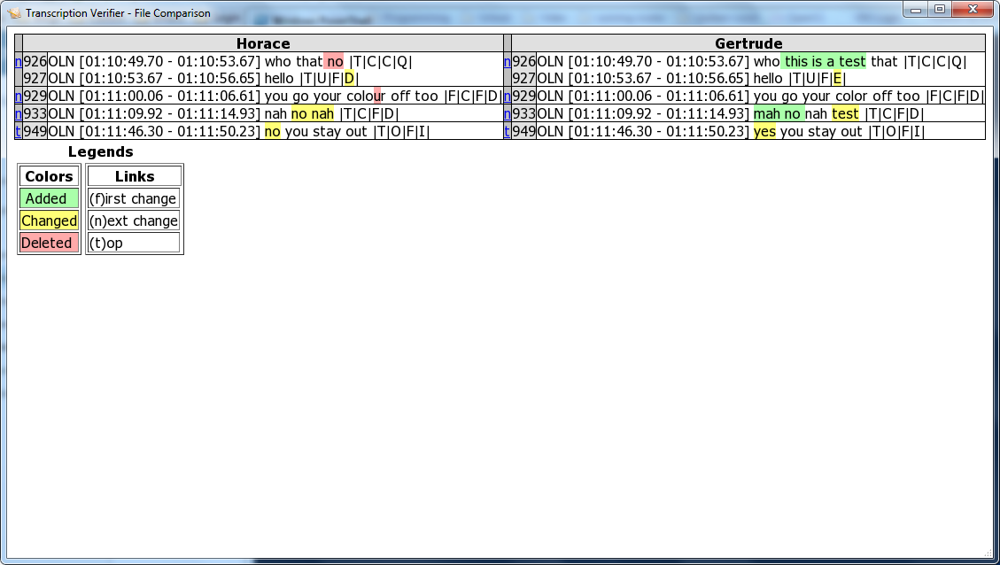 Transcription Verifier - File Comparison
Horace Gertrude
n 926 OLN [01:10:49.70 - 01:10:53.67] who that no |T|C|C|Q| n 926 OLN [01:10:49.70 - 01:10:53.67] who this is a test that |T|C|C|Q|
927 OLN [01:10:53.67 - 01:10:56.65] hello |T|U|F|D| 927 OLN [01:10:53.67 - 01:10:56.65] hello |T|U|F|E|
n 929 OLN [01:11:00.06 - 01:11:06.61] you go your colour off too |F|C|F|D| n 929 OLN [01:11:00.06 - 01:11:06.61] you go your color off too |F|C|F|D|
n 933 OLN [01:11:09.92 - 01:11:14.93] nah no nah |T|C|F|D| n 933 OLN [01:11:09.92 - 01:11:14.93] mah no nah test |T|C|F|D|
t 949 OLN [01:11:46.30 - 01:11:50.23] no you stay out |T|O|F|I| t 949 OLN [01:11:46.30 - 01:11:50.23] yes you stay out |T|O|F|I|
Legends
Colors Links
Added (f)irst change
Changed (n)ext change
Deleted (t)op